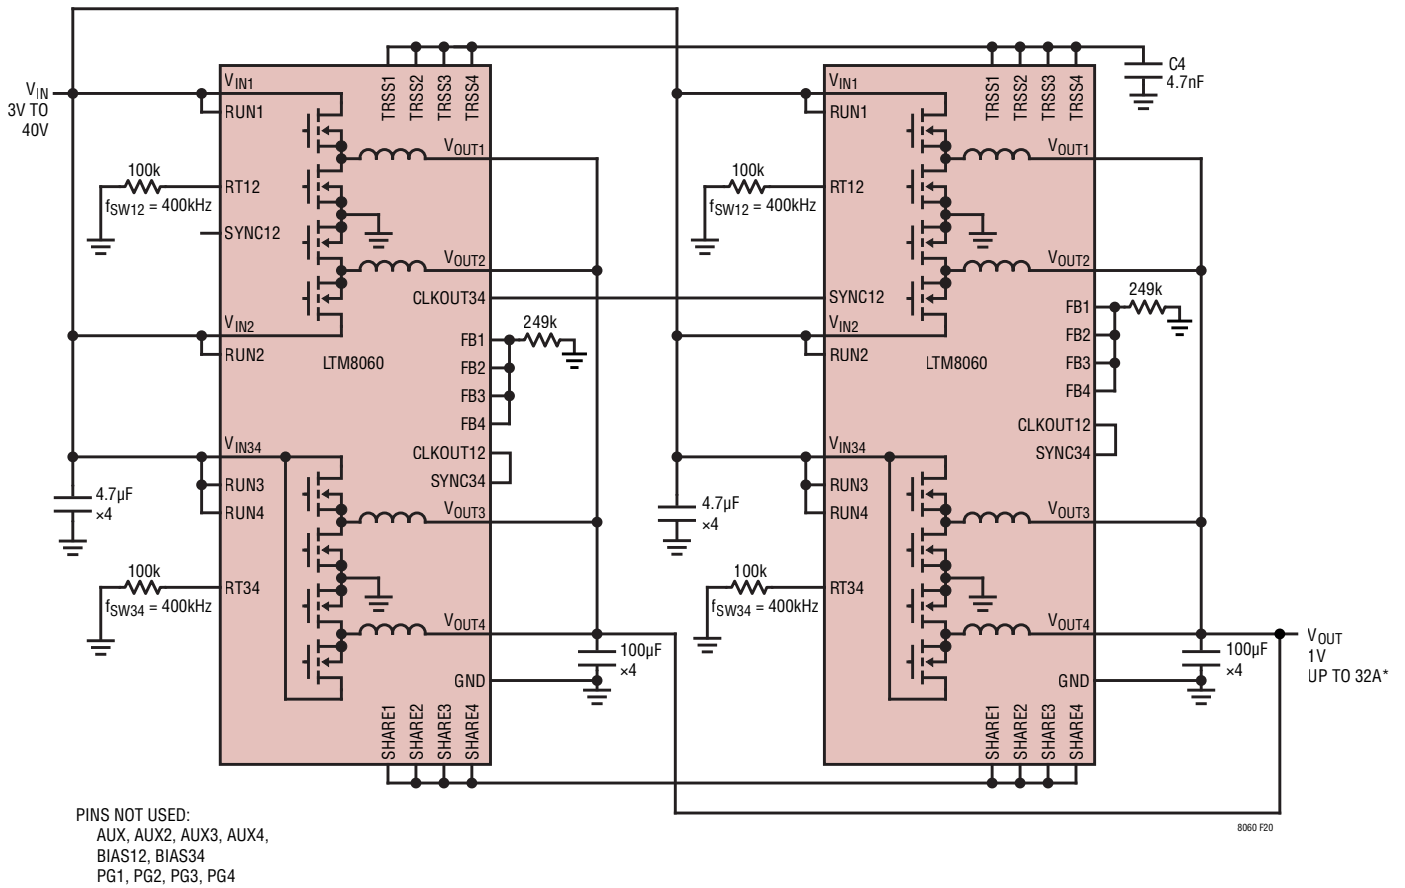 VIN
3V TO
40V
VIN1
RUN1
100k
RT12
fSW12 = 400kHz
SYNC12
VIN2
RUN2
LTM8060
VIN34
RUN3
RUN4
4.7µF
×4
100k
RT34
fSW34 = 400kHz
TRSS1
TRSS2
TRSS3
TRSS4
VOUT1
VOUT2
CLKOUT34
FB1
249k
FB2
FB3
FB4
CLKOUT12
SYNC34
VOUT3
VOUT4
100µF
×4
GND
SHARE1
SHARE2
SHARE3
SHARE4
VIN1
RUN1
100k
RT12
fSW12 = 400kHz
SYNC12
VIN2
RUN2
LTM8060
VIN34
RUN3
RUN4
4.7µF
×4
100k
RT34
fSW34 = 400kHz
TRSS1
TRSS2
TRSS3
TRSS4
C4
4.7nF
VOUT1
VOUT2
249k
FB1
FB2
FB3
FB4
CLKOUT12
SYNC34
VOUT3
VOUT4
100µF
×4
GND
SHARE1
SHARE2
SHARE3
SHARE4
VOUT
1V
UP TO 32A*
PINS NOT USED:
AUX, AUX2, AUX3, AUX4,
BIAS12, BIAS34
PG1, PG2, PG3, PG4
8060 F20